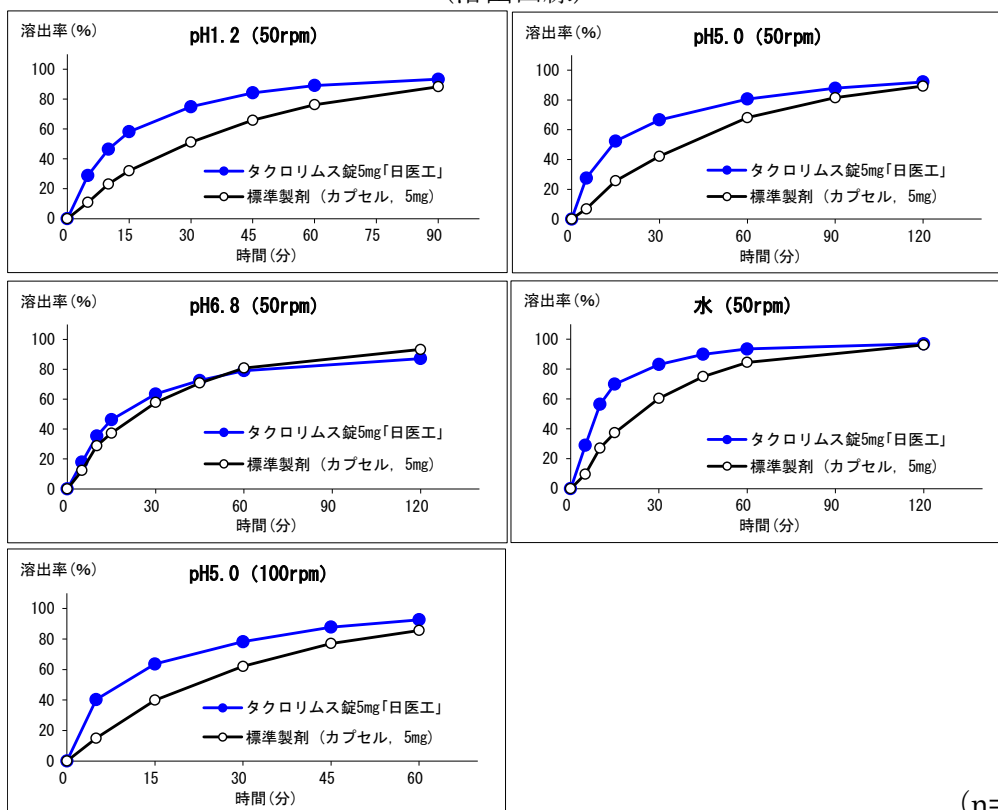 溶出率(%)
pH1.2 (50rpm)
100
80
60
40
20
0
タクロリムス錠5mg「日医工」
標準製剤 (カプセル, 5mg)
0 15 30 45 60 75 90
時間(分)
溶出率(%)
pH5.0 (50rpm)
100
80
60
40
20
0
タクロリムス錠5mg「日医工」
標準製剤 (カプセル, 5mg)
0 30 60 90 120
時間(分)
溶出率(%)
pH6.8 (50rpm)
100
80
60
40
20
0
タクロリムス錠5mg「日医工」
標準製剤 (カプセル, 5mg)
0 30 60 90 120
時間(分)
溶出率(%)
水 (50rpm)
100
80
60
40
20
0
タクロリムス錠5mg「日医工」
標準製剤 (カプセル, 5mg)
0 30 60 90 120
時間(分)
溶出率(%)
pH5.0 (100rpm)
100
80
60
40
20
0
タクロリムス錠5mg「日医工」
標準製剤 (カプセル, 5mg)
0 15 30 45 60
時間(分)
(n=